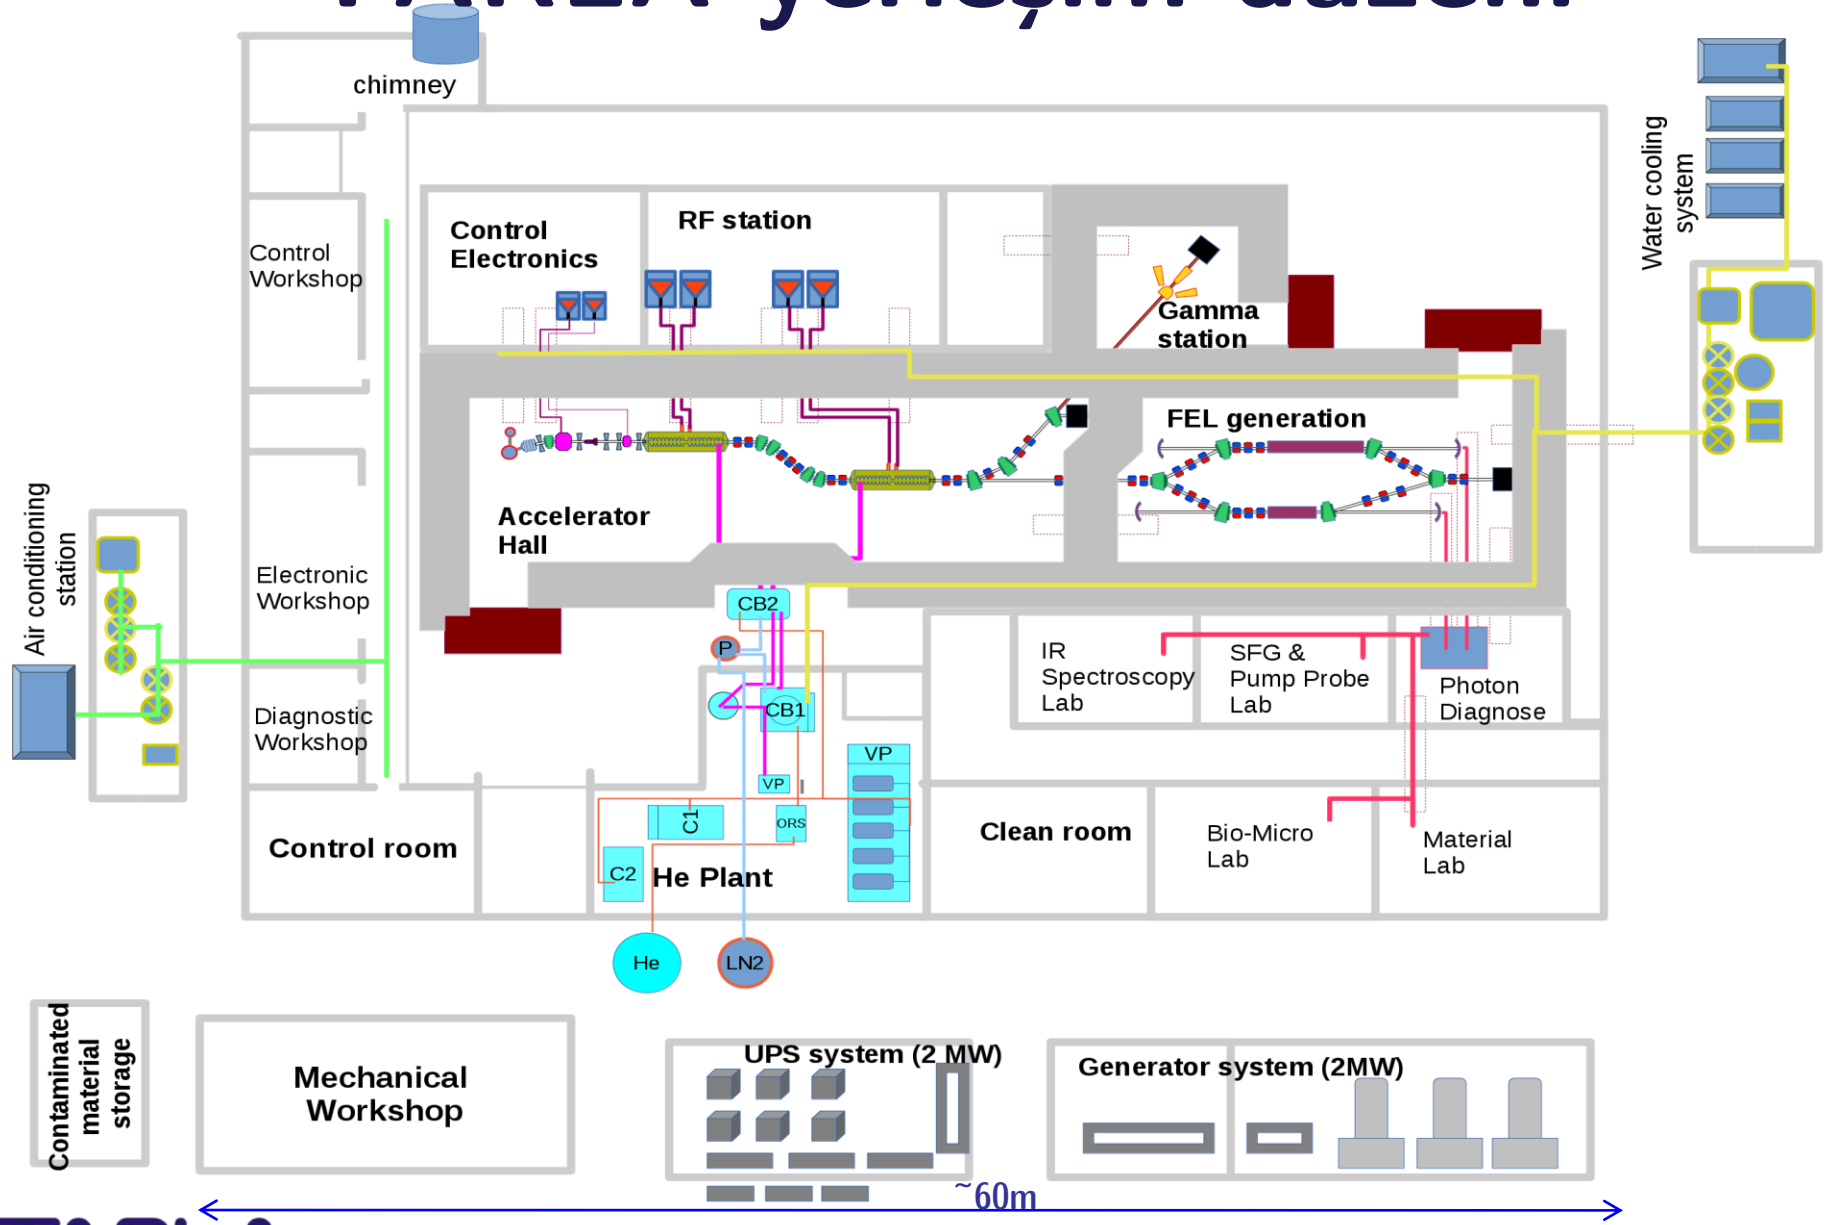 yerleşim düzeni
chimney
Water cooling
system
Control
Electronics
RF station
Control
Workshop
Gamma
station
FEL generation
Accelerator
Hall
Air conditioning
station
Electronic
Workshop
CB2
P
IR
Spectroscopy
Lab
SFG &
Pump Probe
Lab
Photon
Diagnose
Diagnostic
Workshop
CB1
VP
VP
C1
ORS
Control room
C2
He Plant
Clean room
Bio-Micro
Lab
Material
Lab
He
LN2
Contaminated
material
storage
Mechanical
Workshop
UPS system (2 MW)
Generator system (2MW)
~60m